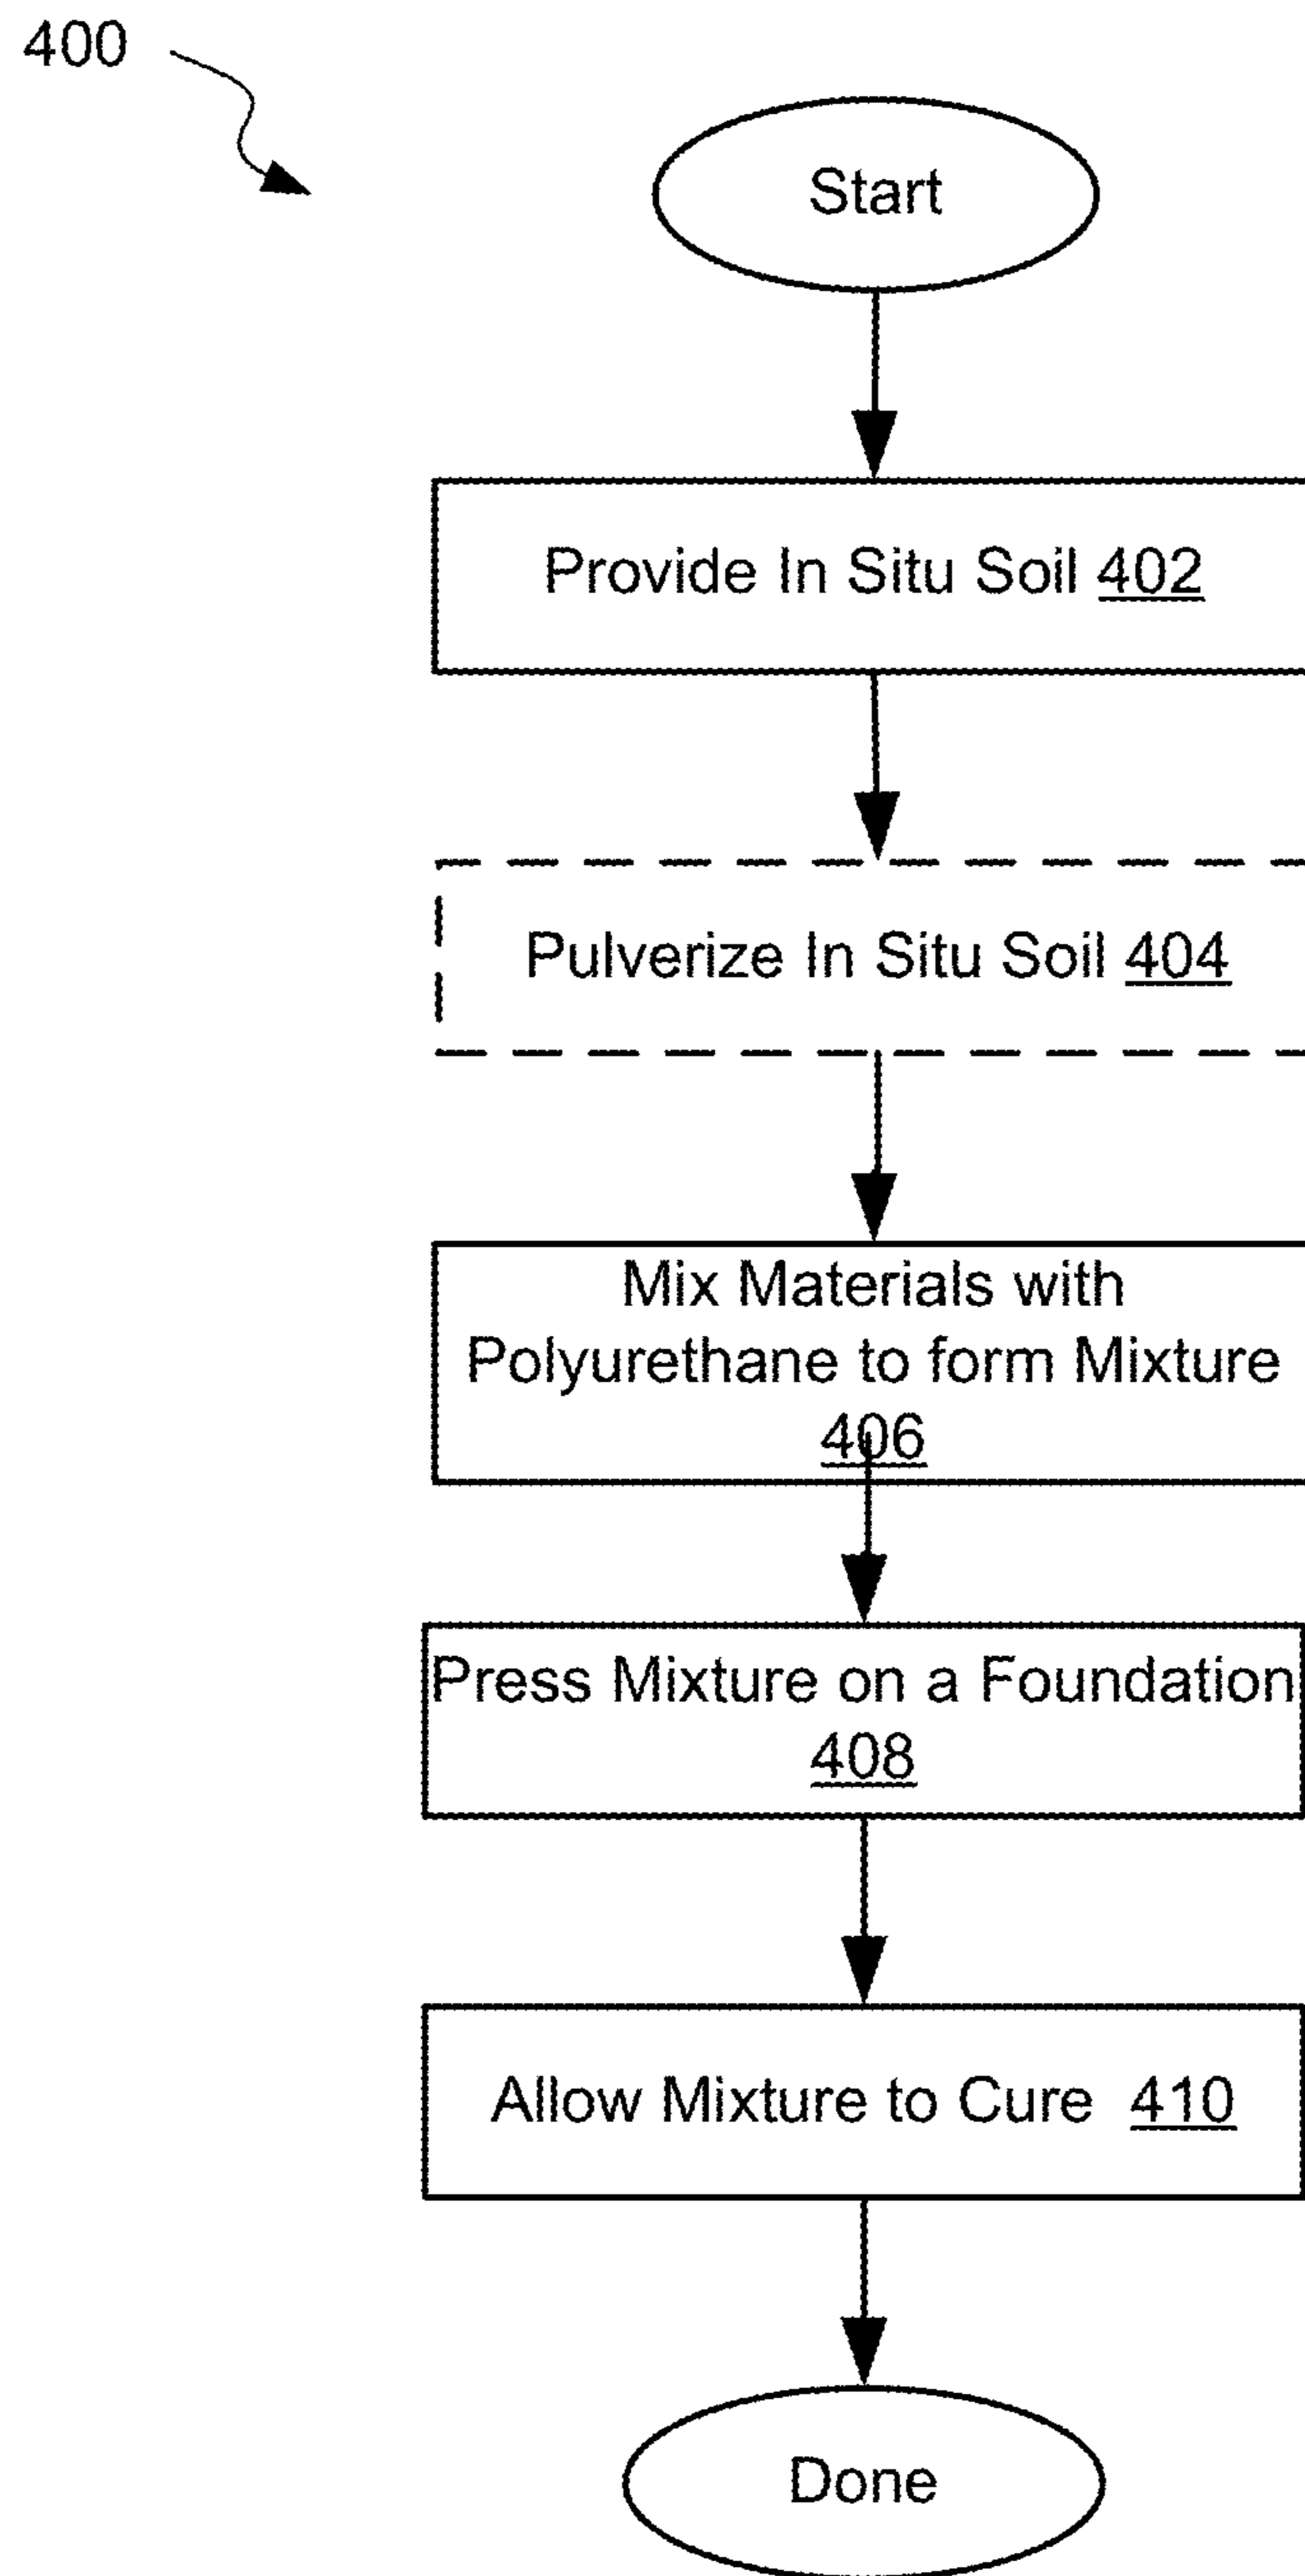 400
Start
Provide In Situ Soil 402
Pulverize In Situ Soil 404
Mix Materials with
Polyurethane to form Mixture
406
Press Mixture on a Foundation
408
Allow Mixture to Cure 410
Done